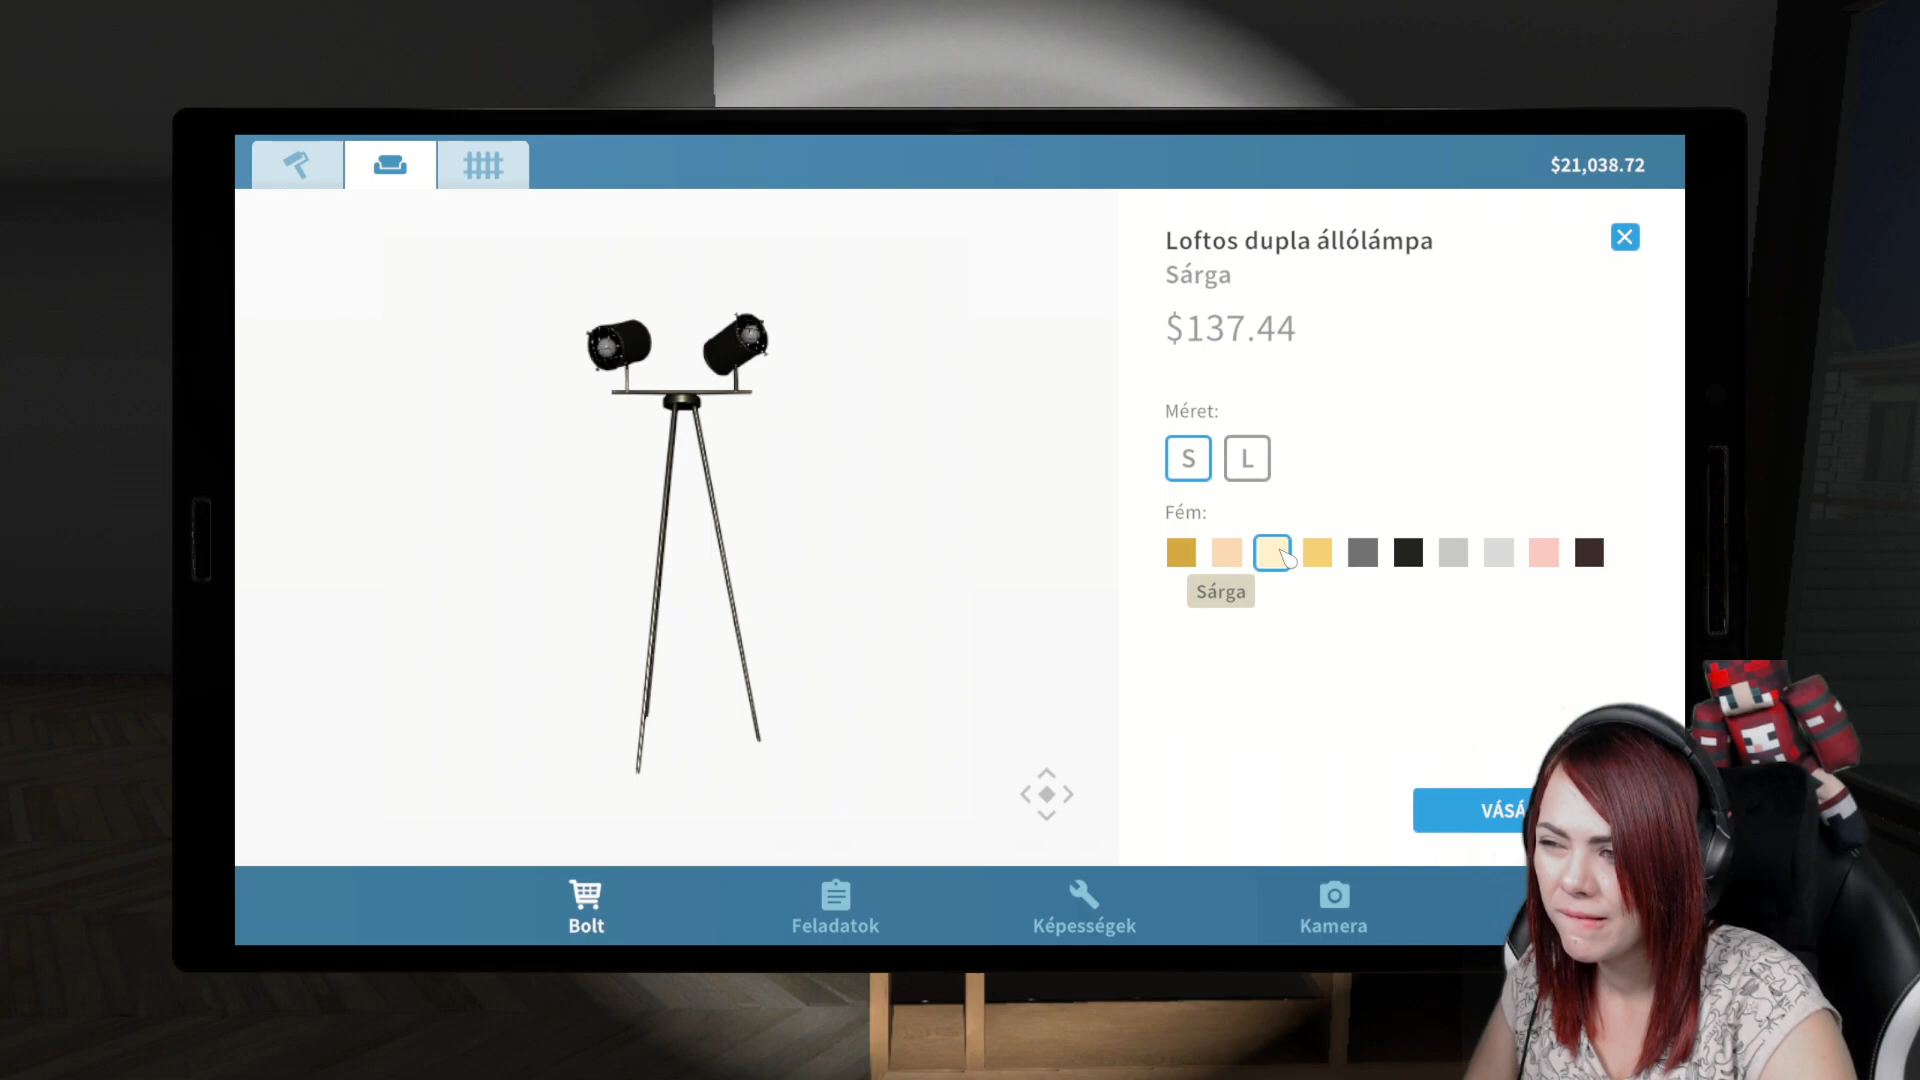 $21,038.72
Loftos dupla állólámpa
Sárga
$137.44
Méret:
S L
Fém:
Sárga
Bolt
Feladatok
Képességek
Kamera